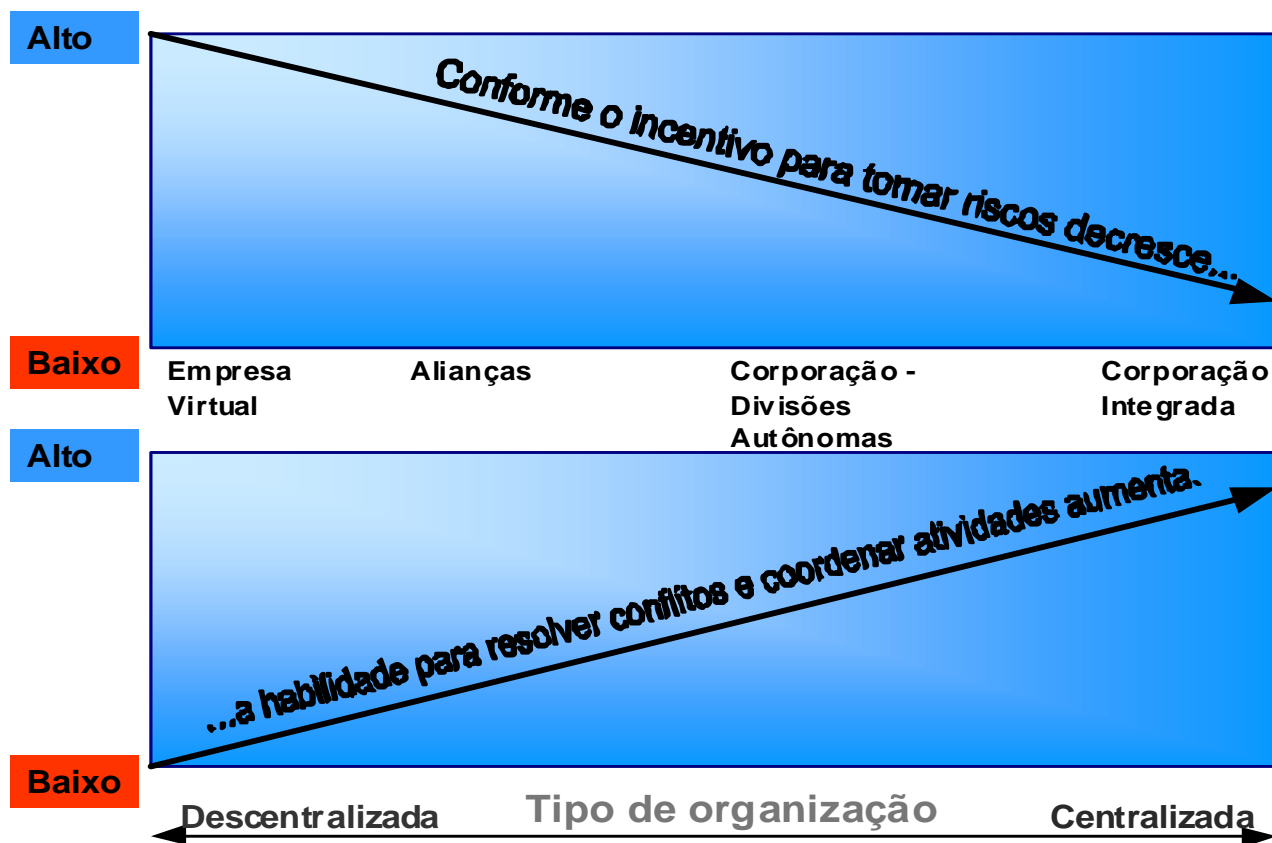 Alto
Conforme o incentivo para tomar riscos decresce...
Baixo
Empresa
Virtual
Alianças
Corporação -
Divisões
Autônomas
Corporação
Integrada
Alto
...a habilidade para resolver conflitos e coordenar atividades aumenta.
Baixo
Descentralizada
Tipo de organização
Centralizada